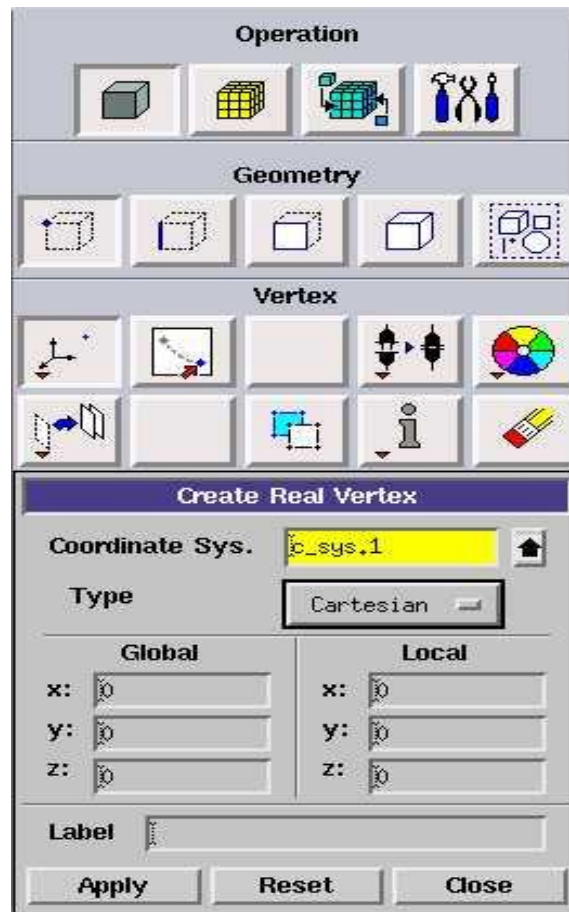 Operation
Geometry
Vertex
Create Real Vertex
Coordinate Sys. c_sys.1
Type Cartesian
Global Local
x: 0 x: 0
y: 0 y: 0
z: 0 z: 0
Label
Apply Reset Close